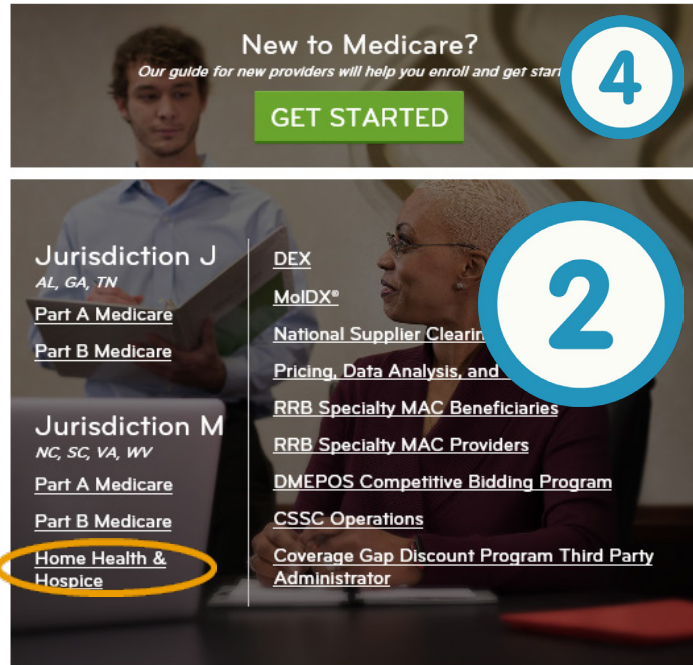 New to Medicare?
Our guide for new providers will help you enroll and get
GET STARTED
4
Jurisdiction J
AL, GA, TN
Part A Medicare
Part B Medicare
Jurisdiction M
NC, SC, VA, WV
Part A Medicare
Part B Medicare
Home Health &
Hospice
DEX
MolDX®
National Supplier
Pricing, Data Analysis, and
RRB Specialty MAC Beneficiaries
RRB Specialty MAC Providers
DMEPOS Competitive Bidding Program
CSSC Operations
Coverage Gap Discount Program Third Party
Administrator
2